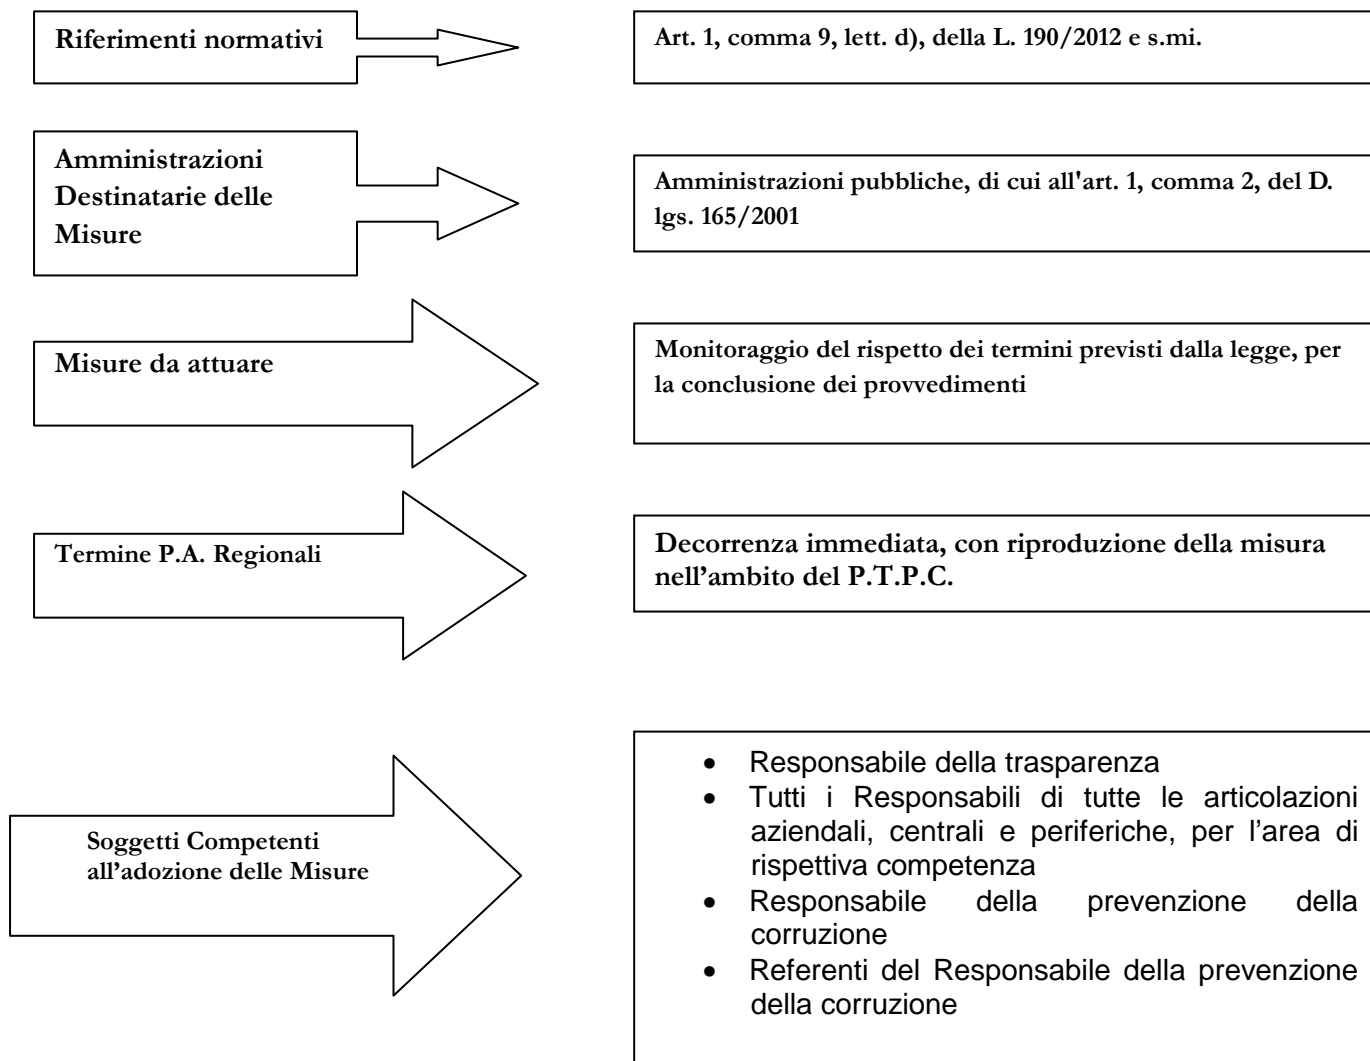 Riferimenti normativi
Art. 1, comma 9, lett. d), della L. 190/2012 e s.mi.
Amministrazioni
Destinatarie delle
Misure
Amministrazioni pubbliche, di cui all'art. 1, comma 2, del D.
lgs. 165/2001
Misure da attuare
Monitoraggio del rispetto dei termini previsti dalla legge, per
la conclusione dei provvedimenti
Termine P.A. Regionali
Decorrenza immediata, con riproduzione della misura
nell’ambito del P.T.P.C.
Soggetti Competenti
all’adozione delle Misure
• Responsabile della trasparenza
• Tutti i Responsabili di tutte le articolazioni
aziendali, centrali e periferiche, per l’area di
rispettiva competenza
• Responsabile della prevenzione della
corruzione
• Referenti del Responsabile della prevenzione
della corruzione